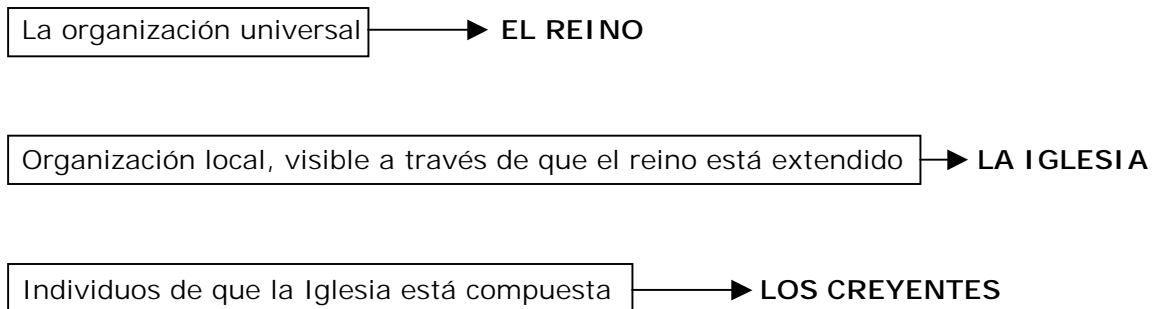 La organización universal EL REINO
Organización local, visible a través de que el reino está extendido LA IGLESIA
Individuos de que la Iglesia está compuesta LOS CREYENTES